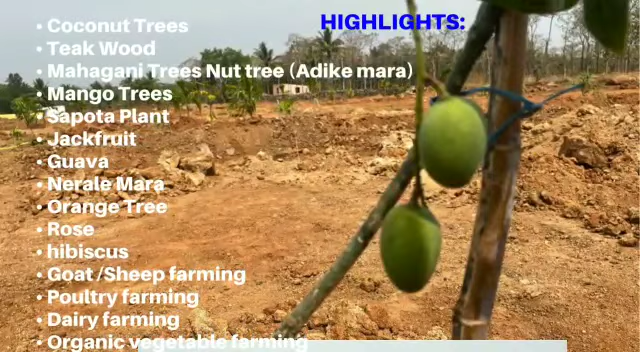 HIGHLIGHTS:
• Coconut Trees
• Teak Wood
• Mahagani Trees Nut tree (Adike mara)
• Mango Trees
• Sapota Plant
• Jackfruit
• Guava
• Nerale Mara
• Orange Tree
• Rose
• hibiscus
• Goat /Sheep farming
• Poultry farming
• Dairy farming
• Organic vegetable farming